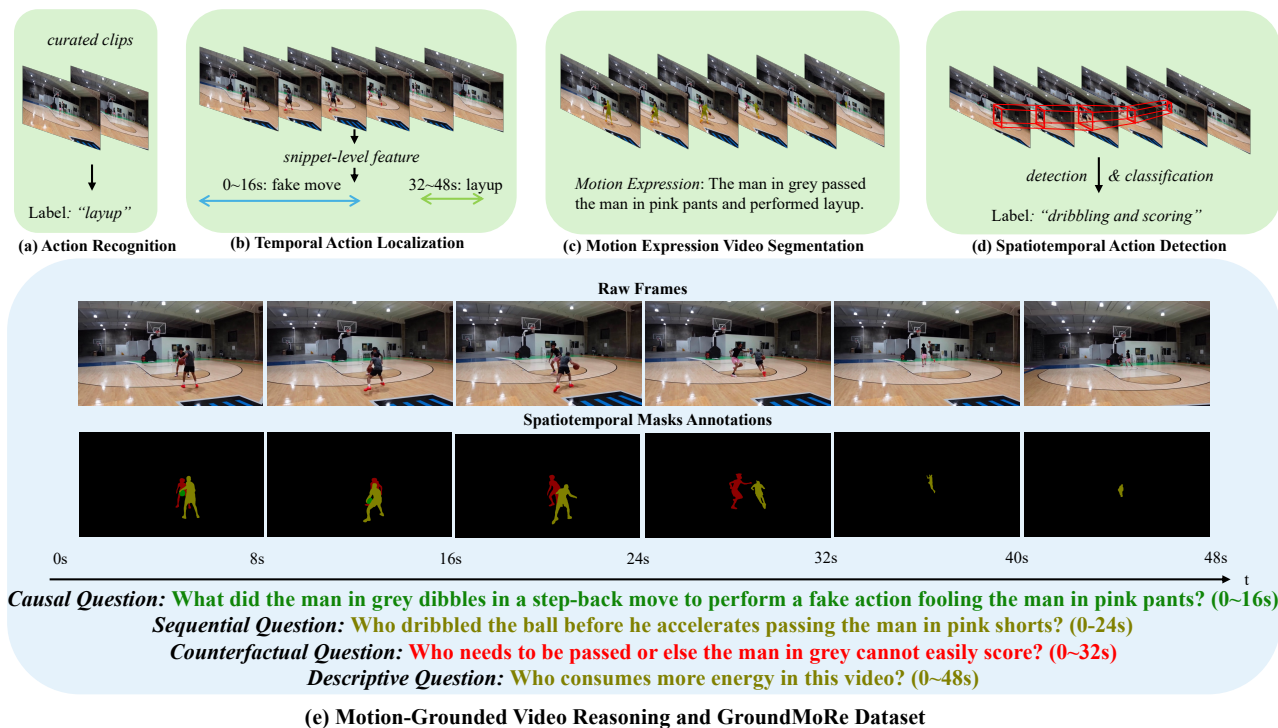 curated clips
Label: “layup”
(a) Action Recognition
snippet-level feature
0~16s: fake move
32~48s: layup
(b) Temporal Action Localization
Motion Expression: The man in grey passed
the man in pink pants and performed layup.
(c) Motion Expression Video Segmentation
detection & classification
Label: “dribbling and scoring”
(d) Spatiotemporal Action Detection
Raw Frames
Spatiotemporal Masks Annotations
0s 8s 16s 24s 32s 40s 48s
t
Causal Question: What did the man in grey dibbles in a step-back move to perform a fake action fooling the man in pink pants? (0~16s)
Sequential Question: Who dribbled the ball before he accelerates passing the man in pink shorts? (0-24s)
Counterfactual Question: Who needs to be passed or else the man in grey cannot easily score? (0~32s)
Descriptive Question: Who consumes more energy in this video? (0~48s)
(e) Motion-Grounded Video Reasoning and GroundMoRe Dataset